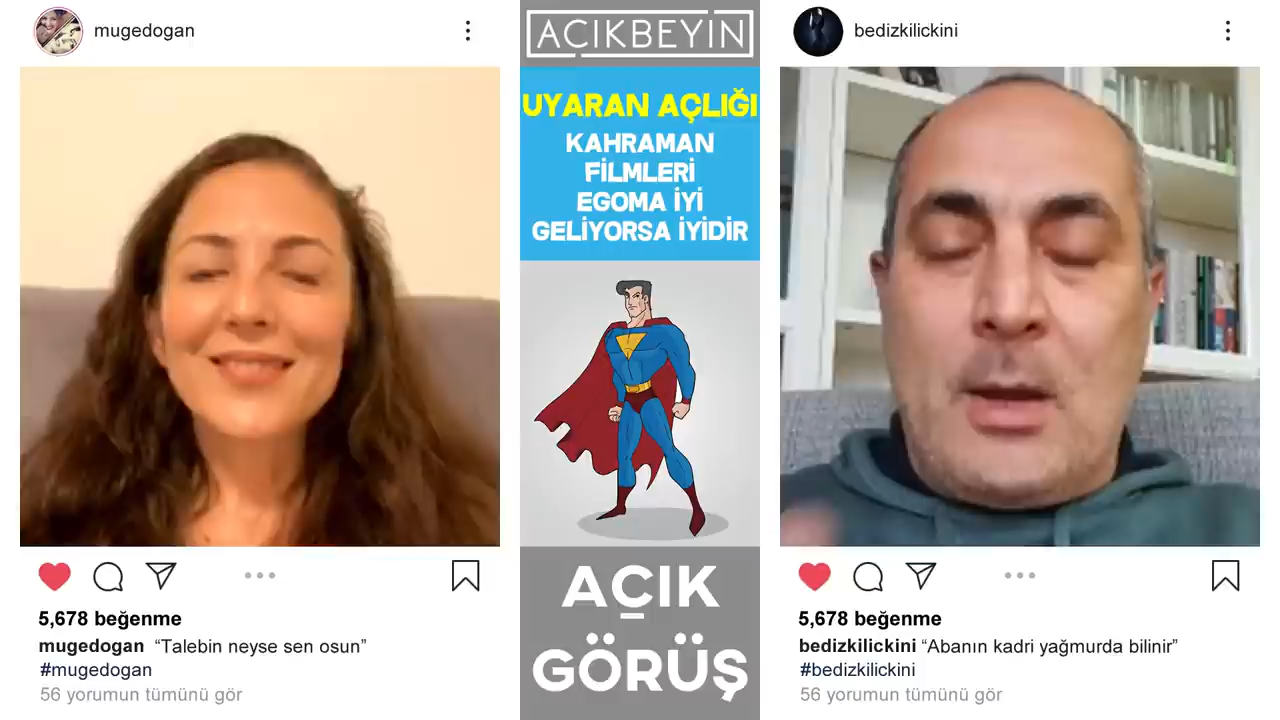 mugedogan
5,678 beğenme
mugedogan “Talebin neyse sen osun”
#mugedogan
56 yorumun tümünü gör
AÇIKBEYİN
UYARAN AÇLIĞI
KAHRAMAN
FİLMLERİ
EGOMA İYİ
GELİYORSA İYİDİR
AÇIK
GÖRÜŞ
bedizkilickini
5,678 beğenme
bedizkilickini “Abanın kadri yağmurda bilinir”
#bedizkilickini
56 yorumun tümünü gör